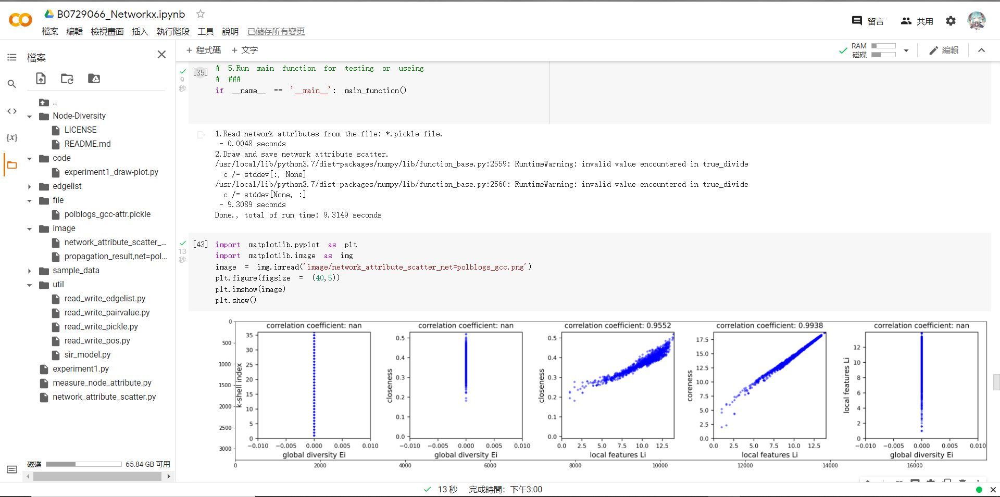 B0729066_Networkx.ipynb
檔案 編輯 檢視畫面 插入 執行階段 工具 說明 已儲存所有變更
留言 共用
檔案
+ 程式碼 + 文字
RAM
磁碟
編輯
..
Node-Diversity
LICENSE
README.md
code
experiment1_draw-plot.py
edgelist
file
polblogs_gcc-attr.pickle
image
network_attribute_scatter_...
propagation_result,net=pol...
sample_data
util
read_write_edgelist.py
read_write_pairvalue.py
read_write_pickle.py
read_write_pos.py
sir_model.py
experiment1.py
measure_node_attribute.py
network_attribute_scatter.py
磁碟 65.84 GB 可用
{x}
[35]
9
秒
# 5.Run main function for testing or useing
# ###
if __name__ == '__main__': main_function()
1.Read network attributes from the file: *.pickle file.
- 0.0048 seconds
2.Draw and save network attribute scatter.
/usr/local/lib/python3.7/dist-packages/numpy/lib/function_base.py:2559: RuntimeWarning: invalid value encountered in true_divide
c /= stddev[:, None]
/usr/local/lib/python3.7/dist-packages/numpy/lib/function_base.py:2560: RuntimeWarning: invalid value encountered in true_divide
c /= stddev[None, :]
- 9.3089 seconds
Done., total of run time: 9.3149 seconds
[43]
13
秒
import matplotlib.pyplot as plt
import matplotlib.image as img
image = img.imread('image/network_attribute_scatter_net=polblogs_gcc.png')
plt.figure(figsize = (40,5))
plt.imshow(image)
plt.show()
0
500
1000
1500
2000
2500
3000
correlation coefficient: nan
35
30
25
20
15
10
5
0
k-shell index
−0.010 −0.005 0.000 0.005 0.010
global diversity Ei
correlation coefficient: nan
0.5
0.4
0.3
0.2
0.1
0.0
closeness
−0.010 −0.005 0.000 0.005 0.010
global diversity Ei
correlation coefficient: 0.9552
0.5
0.4
0.3
0.2
0.1
0.0
closeness
0.0 2.5 5.0 7.5 10.0 12.5
local features Li
correlation coefficient: 0.9938
17.5
15.0
12.5
10.0
7.5
5.0
2.5
0.0
coreness
0.0 2.5 5.0 7.5 10.0 12.5
local features Li
correlation coefficient: nan
12
10
8
6
4
2
0
local features Li
−0.010 −0.005 0.000 0.005 0.010
global diversity Ei
0 2000 4000 6000 8000 10000 12000 14000 16000
13 秒 完成時間: 下午3:00